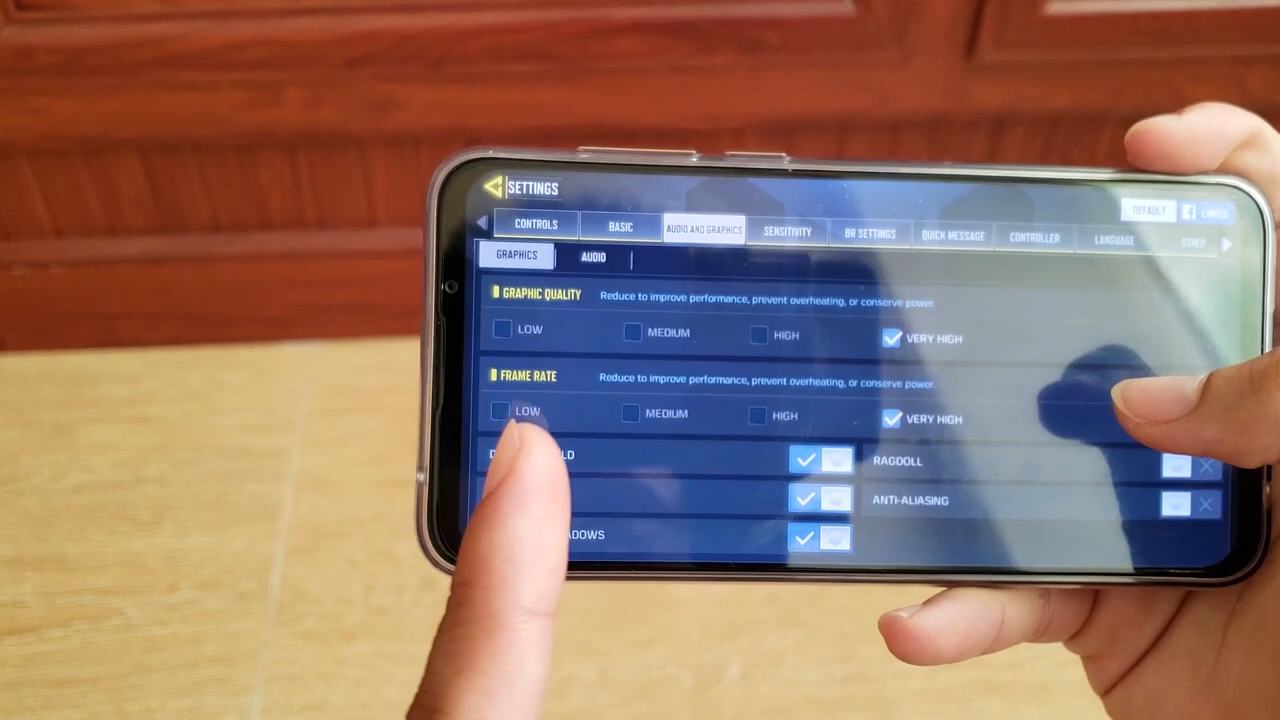 SETTINGS
DEFAULT LINKED
CONTROLS BASIC AUDIO AND GRAPHICS SENSITIVITY BR SETTINGS QUICK MESSAGE CONTROLLER LANGUAGE OTHER
GRAPHICS AUDIO
GRAPHIC QUALITY Reduce to improve performance, prevent overheating, or conserve power.
LOW MEDIUM HIGH VERY HIGH
FRAME RATE Reduce to improve performance, prevent overheating, or conserve power.
LOW MEDIUM HIGH VERY HIGH
RAGDOLL
ANTI-ALIASING